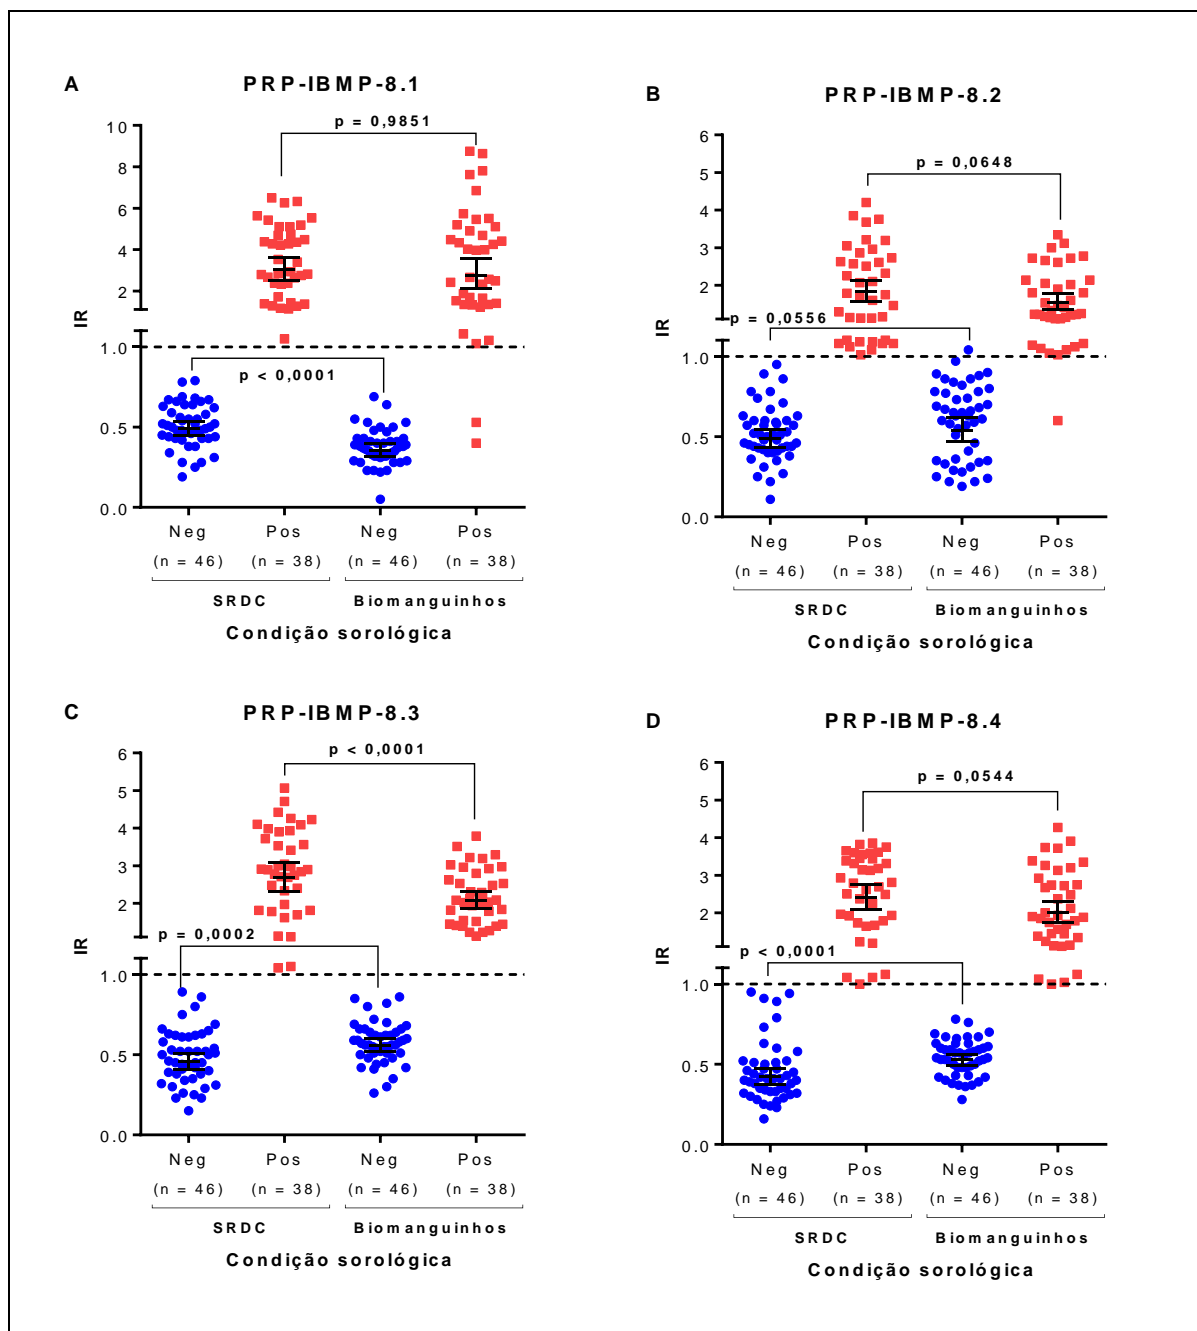 A
PRP-IBMP-8.1
p = 0,9851
10
8
6
4
2
IR
1.0
p < 0,0001
0.5
0.0
Neg Pos Neg Pos
(n = 46) (n = 38) (n = 46) (n = 38)
SRDC Biomanguinhos
Condição sorológica
B
PRP-IBMP-8.2
6
p = 0,0648
5
4
3
2
p = 0,0556
IR
1.0
0.5
0.0
Neg Pos Neg Pos
(n = 46) (n = 38) (n = 46) (n = 38)
SRDC Biomanguinhos
Condição sorológica
C
PRP-IBMP-8.3
p < 0,0001
6
5
4
3
2
p = 0,0002
IR
1.0
0.5
0.0
Neg Pos Neg Pos
(n = 46) (n = 38) (n = 46) (n = 38)
SRDC Biomanguinhos
Condição sorológica
D
PRP-IBMP-8.4
6
p = 0,0544
5
4
3
2
IR
p < 0,0001
1.0
0.5
0.0
Neg Pos Neg Pos
(n = 46) (n = 38) (n = 46) (n = 38)
SRDC Biomanguinhos
Condição sorológica